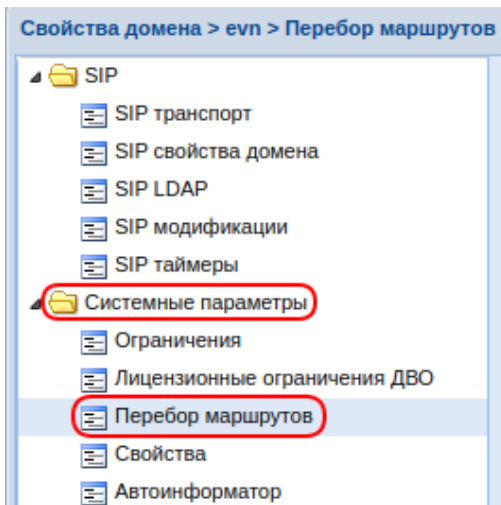 Свойства домена > evn > Перебор маршрутов
SIP
SIP транспорт
SIP свойства домена
SIP LDAP
SIP модификации
SIP таймеры
Системные параметры
Ограничения
Лицензионные ограничения ДВО
Перебор маршрутов
Свойства
Автоинформатор